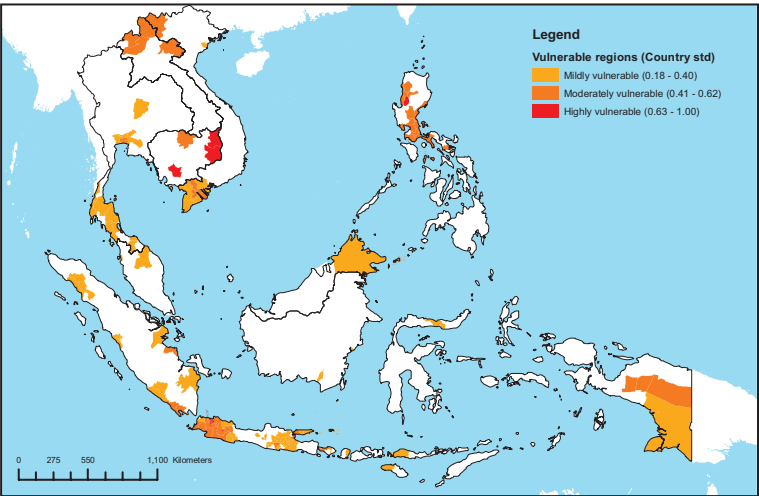 Legend
Vulnerable regions (Country std)
Mildly vulnerable (0.18 - 0.40)
Moderately vulnerable (0.41 - 0.62)
Highly vulnerable (0.63 - 1.00)
0 275 550 1,100 Kilometers